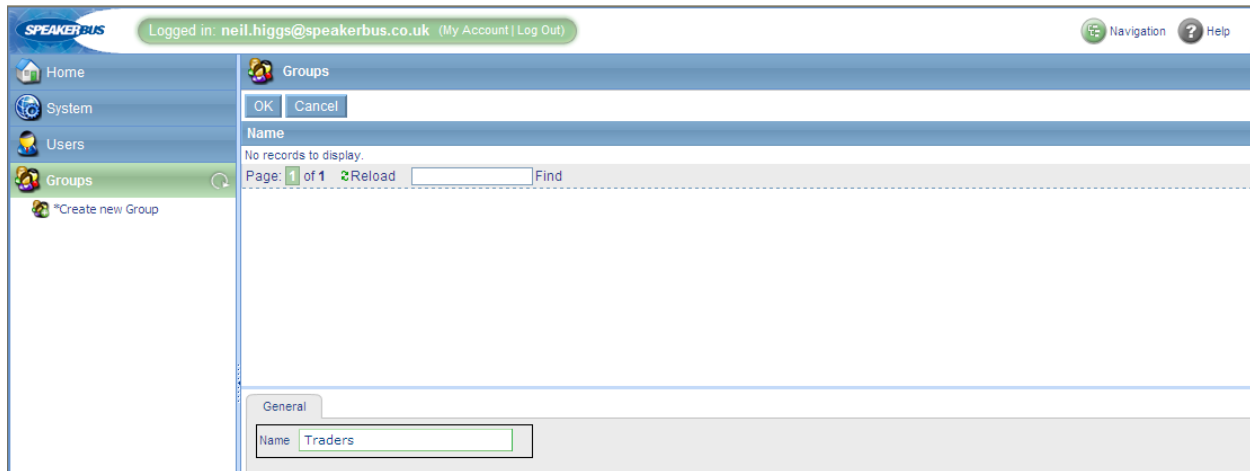 SPEAKERBUS
Logged in: neil.higgs@speakerbus.co.uk (My Account | Log Out)
Navigation
Help
Home
System
Users
Groups
*Create new Group
Groups
OK Cancel
Name
No records to display.
Page: 1 of 1 Reload Find
General
Name Traders